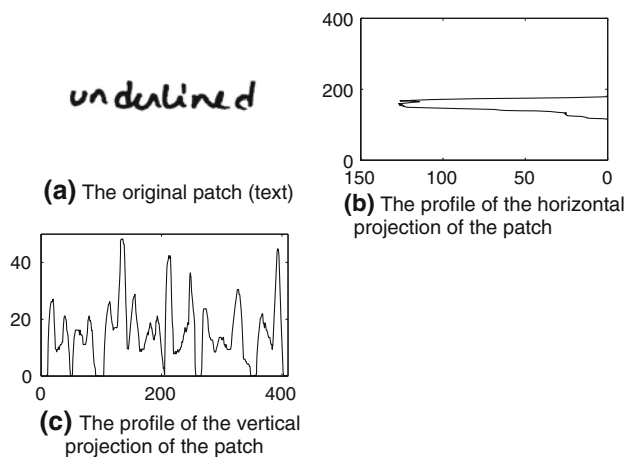 underlined
(a) The original patch (text)
400
200
0
150 100 50 0
(b) The profile of the horizontal
projection of the patch
40
20
0
0 200 400
(c) The profile of the vertical
projection of the patch